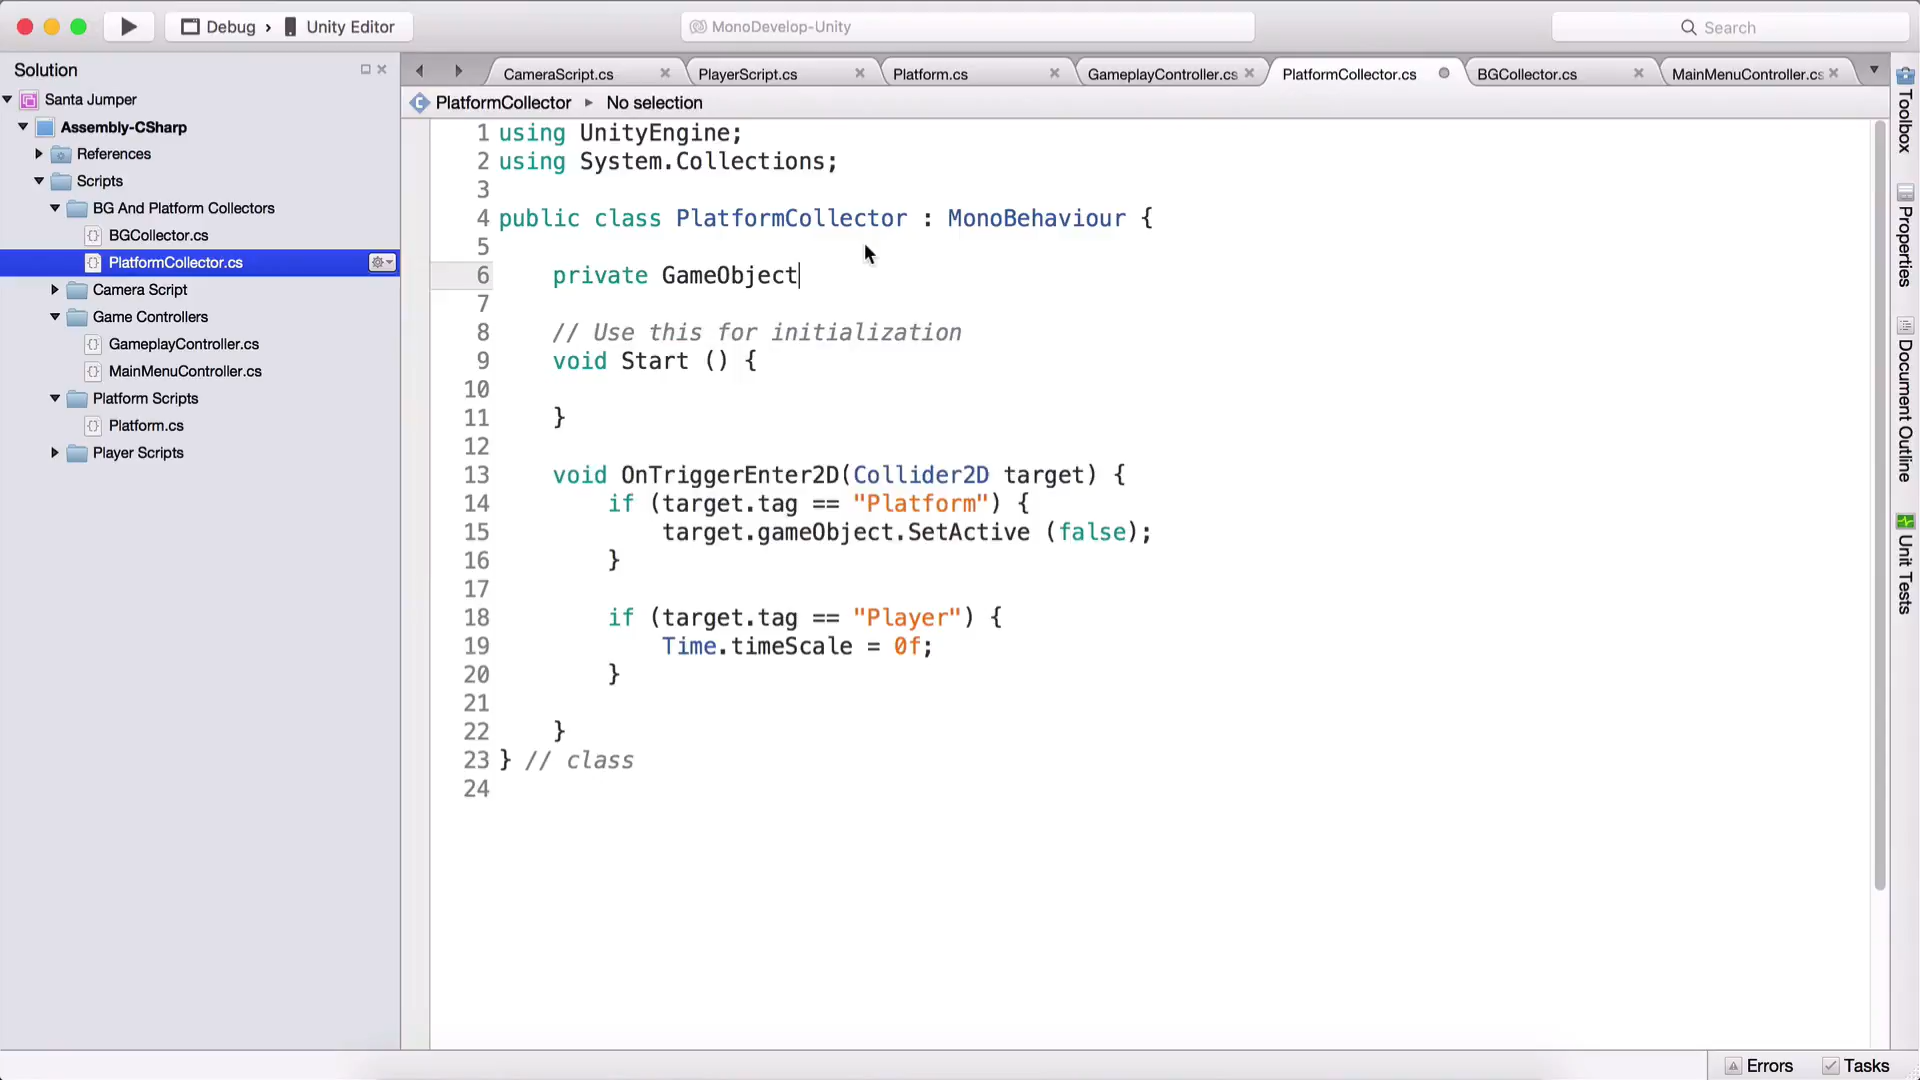 Debug › Unity Editor
MonoDevelop-Unity
Search
Solution
CameraScript.cs
PlayerScript.cs
Platform.cs
GameplayController.cs
PlatformCollector.cs
BGCollector.cs
MainMenuController.cs
PlatformCollector ▸ No selection
Santa Jumper
Assembly-CSharp
References
Scripts
BG And Platform Collectors
BGCollector.cs
PlatformCollector.cs
Camera Script
Game Controllers
GameplayController.cs
MainMenuController.cs
Platform Scripts
Platform.cs
Player Scripts
1 using UnityEngine;
2 using System.Collections;
3
4 public class PlatformCollector : MonoBehaviour {
5
6 private GameObject
7
8 // Use this for initialization
9 void Start () {
10
11 }
12
13 void OnTriggerEnter2D(Collider2D target) {
14 if (target.tag == "Platform") {
15 target.gameObject.SetActive (false);
16 }
17
18 if (target.tag == "Player") {
19 Time.timeScale = 0f;
20 }
21
22 }
23 } // class
24
Toolbox
Properties
Document Outline
Unit Tests
Errors
Tasks